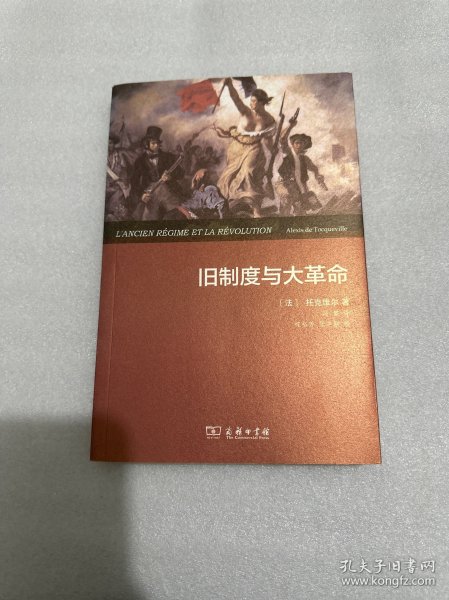 L'ANCIEN RÉGIME ET LA RÉVOLUTION Alexis de Tocqueville
旧制度与大革命
〔法〕 托克维尔 著
商务印书馆
The Commercial Press
孔夫子旧书网
www.kongfz.com